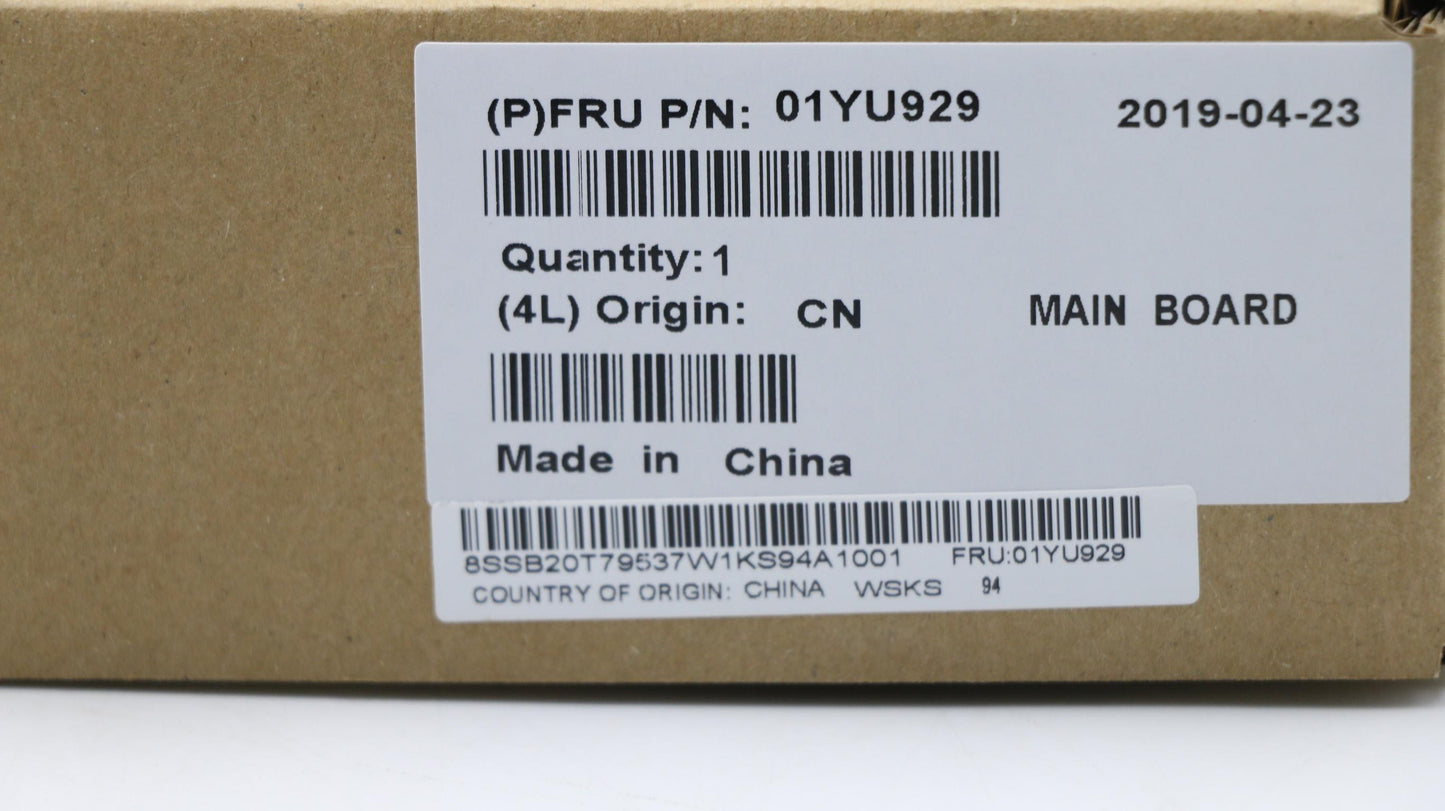 (P)FRU P/N: 01YU929 2019-04-23
Quantity: 1
(4L) Origin: CN MAIN BOARD
Made in China
8SSB20T79537W1KS94A1001 FRU:01YU929
COUNTRY OF ORIGIN: CHINA WSKS 94